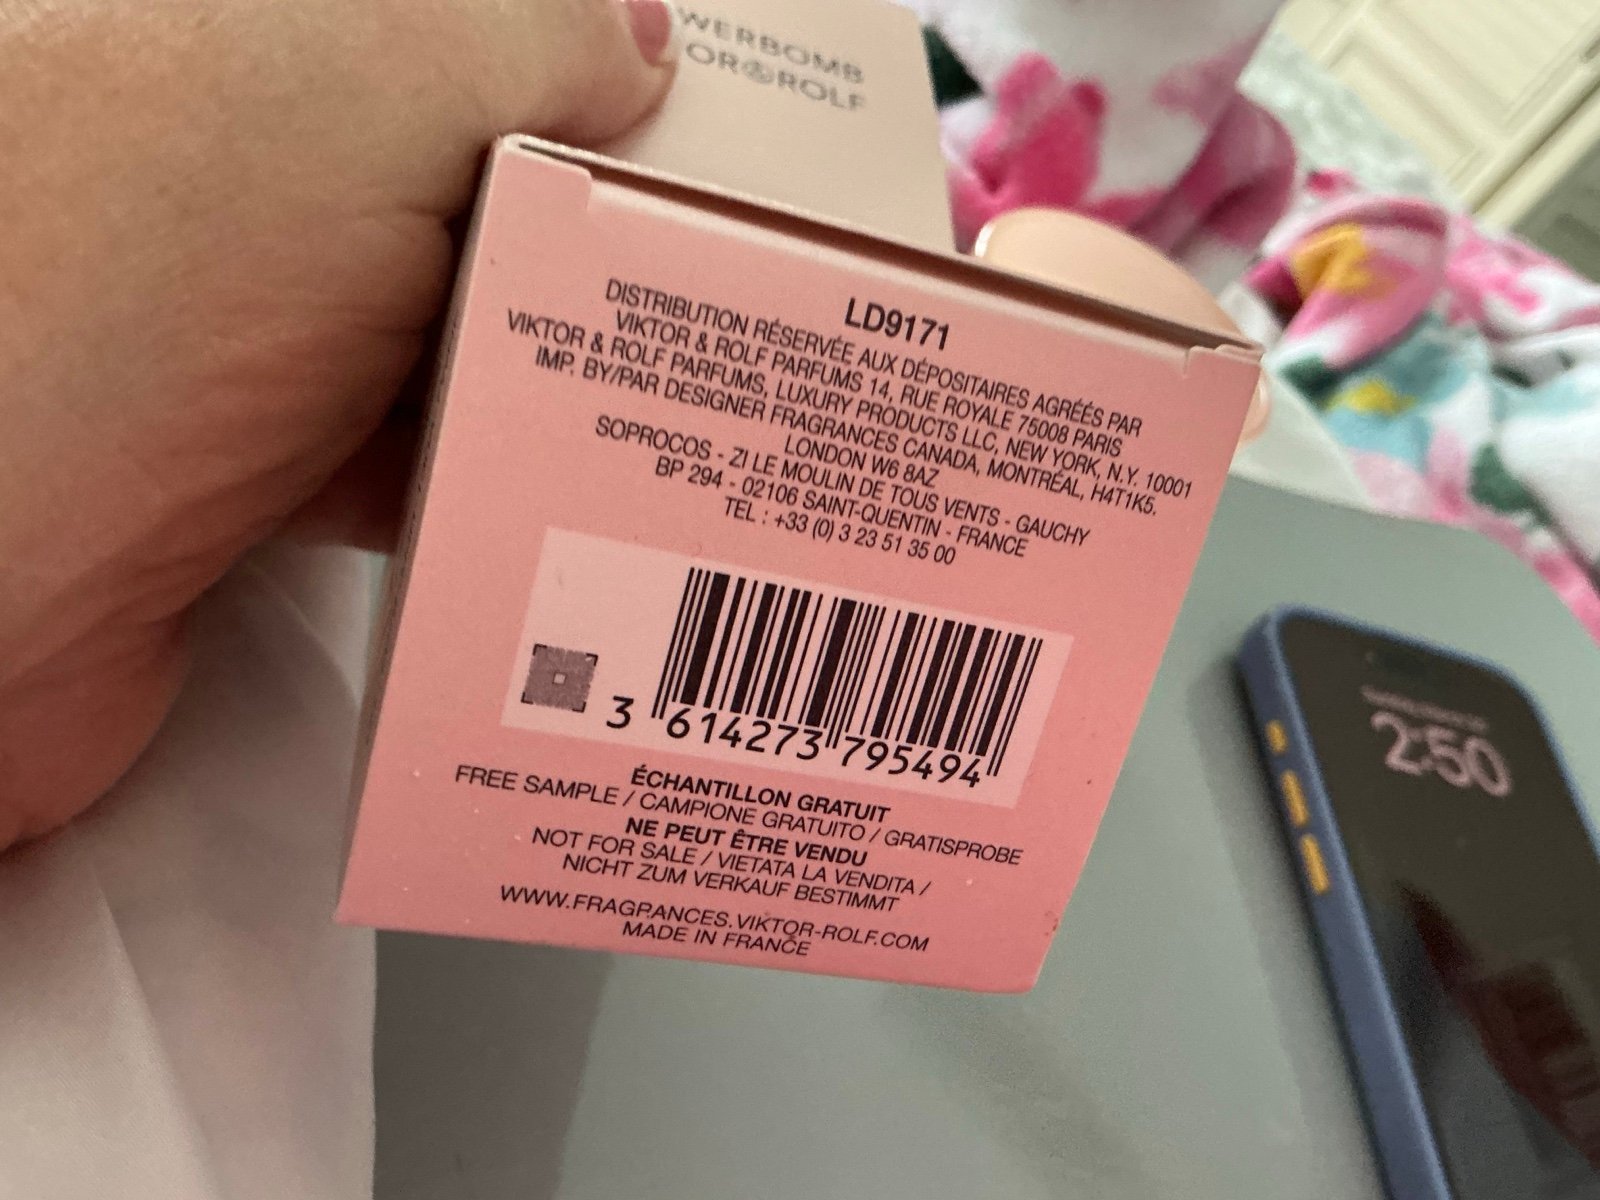 WERBOMB
OR ROLF
LD9171
DISTRIBUTION RÉSERVÉE AUX DÉPOSITAIRES AGRÉÉS PAR
VIKTOR & ROLF PARFUMS 14, RUE ROYALE 75008 PARIS
VIKTOR & ROLF PARFUMS, LUXURY PRODUCTS LLC, NEW YORK, N.Y. 10001
IMP. BY/PAR DESIGNER FRAGRANCES CANADA, MONTRÉAL, H4T1K5.
LONDON W6 8AZ
SOPROCOS - ZI LE MOULIN DE TOUS VENTS - GAUCHY
BP 294 - 02106 SAINT-QUENTIN - FRANCE
TEL : +33 (0) 3 23 51 35 00
3 614273 795494
ÉCHANTILLON GRATUIT
FREE SAMPLE / CAMPIONE GRATUITO / GRATISPROBE
NE PEUT ÊTRE VENDU
NOT FOR SALE / VIETATA LA VENDITA /
NICHT ZUM VERKAUF BESTIMMT
WWW.FRAGRANCES.VIKTOR-ROLF.COM
MADE IN FRANCE
2:50